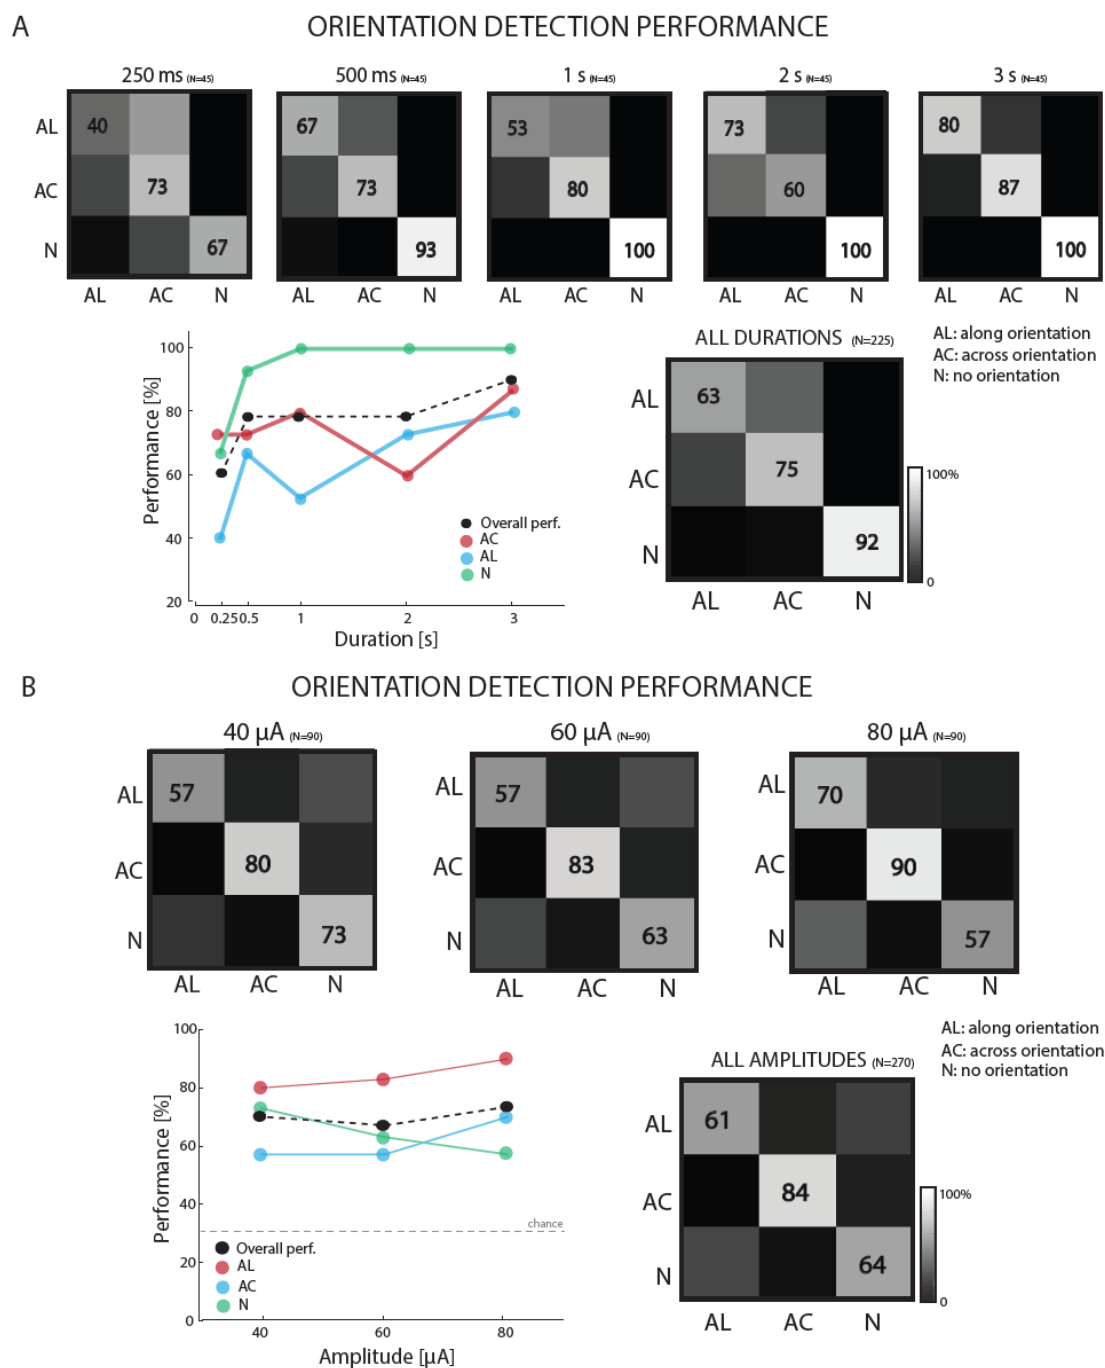 A
ORIENTATION DETECTION PERFORMANCE
250 ms (N=45)
500 ms (N=45)
1 s (N=45)
2 s (N=45)
3 s (N=45)
AL 40
AC 73
N 67
AL AC N
67
73
93
AL AC N
AL
AC
N
53
80
100
AL AC N
AL
AC
N
73
60
100
AL AC N
AL
AC
N
80
87
100
AL AC N
AL: along orientation
AC: across orientation
N: no orientation
Performance [%]
100
80
60
40
20
Overall perf.
AC
AL
N
0 0.25 0.5 1 2 3
Duration [s]
ALL DURATIONS (N=225)
AL 63
AC 75
N 92
AL AC N
100%
0
B
ORIENTATION DETECTION PERFORMANCE
40 µA (N=90)
AL 57
AC 80
N 73
AL AC N
60 µA (N=90)
AL 57
AC 83
N 63
AL AC N
80 µA (N=90)
AL 70
AC 90
N 57
AL AC N
AL: along orientation
AC: across orientation
N: no orientation
Performance [%]
100
80
60
40
20
0
chance
Overall perf.
AL
AC
N
40 60 80
Amplitude [µA]
ALL AMPLITUDES (N=270)
AL 61
AC 84
N 64
AL AC N
100%
0